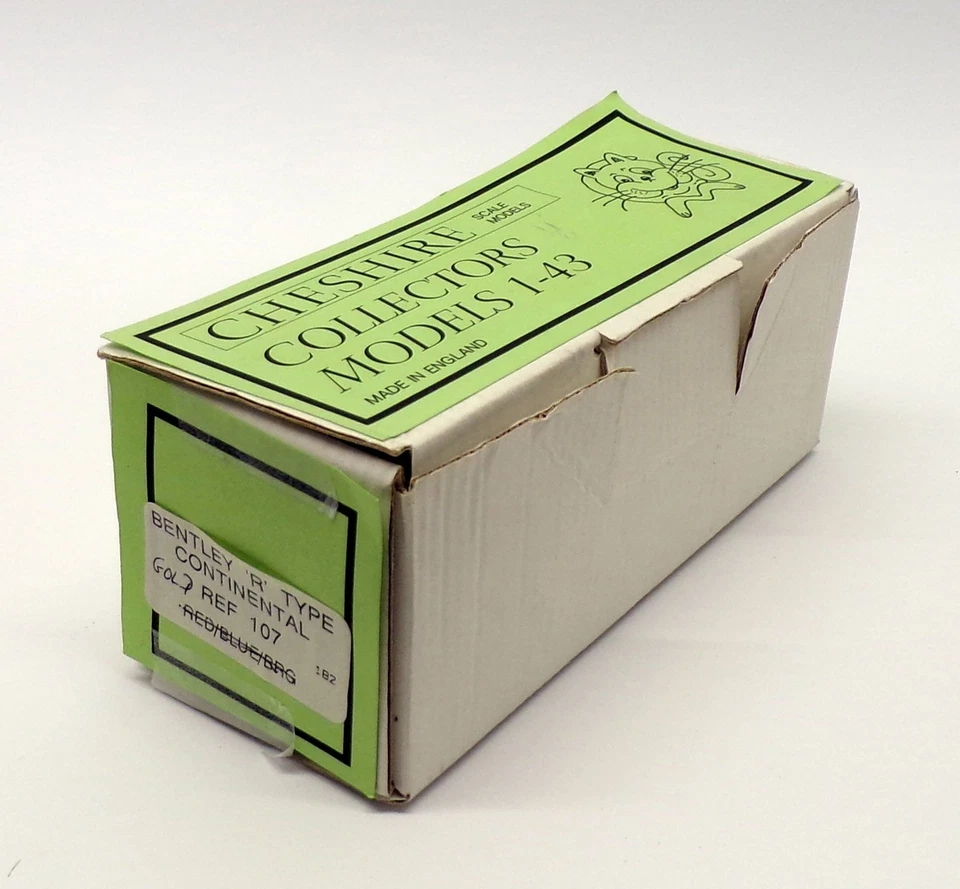 CHESHIRE SCALE MODELS
COLLECTORS
MODELS 1-43
MADE IN ENGLAND
BENTLEY 'R' TYPE
CONTINENTAL
GOLD REF 107
RED/BLUE/BRG
182